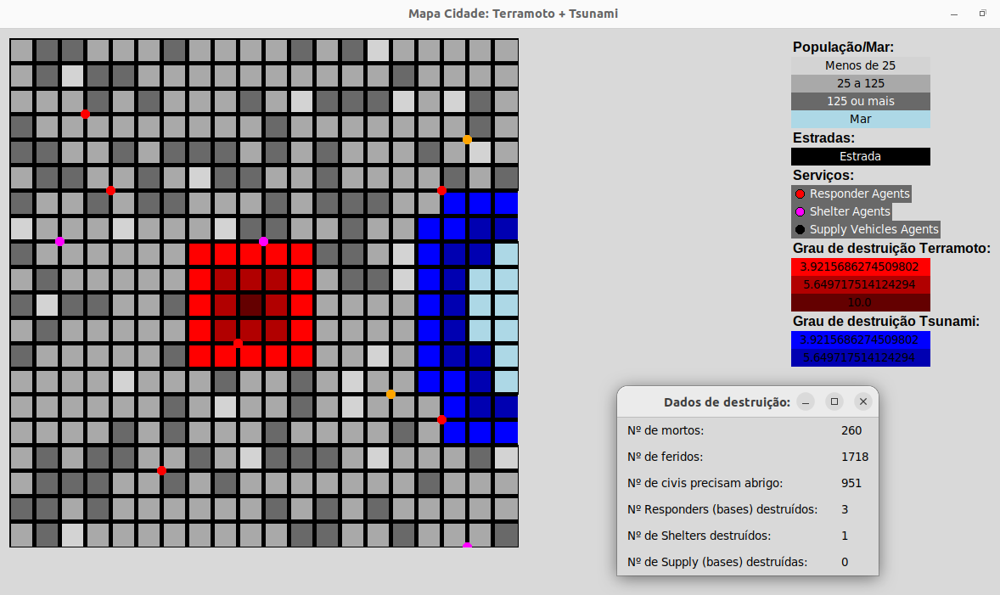 Mapa Cidade: Terramoto + Tsunami
População/Mar:
Menos de 25
25 a 125
125 ou mais
Mar
Estradas:
Estrada
Serviços:
Responder Agents
Shelter Agents
Supply Vehicles Agents
Grau de destruição Terramoto:
3.9215686274509802
5.649717514124294
10.0
Grau de destruição Tsunami:
3.9215686274509802
5.649717514124294
Dados de destruição:
Nº de mortos: 260
Nº de feridos: 1718
Nº de civis precisam abrigo: 951
Nº Responders (bases) destruídos: 3
Nº de Shelters destruídos: 1
Nº de Supply (bases) destruídas: 0